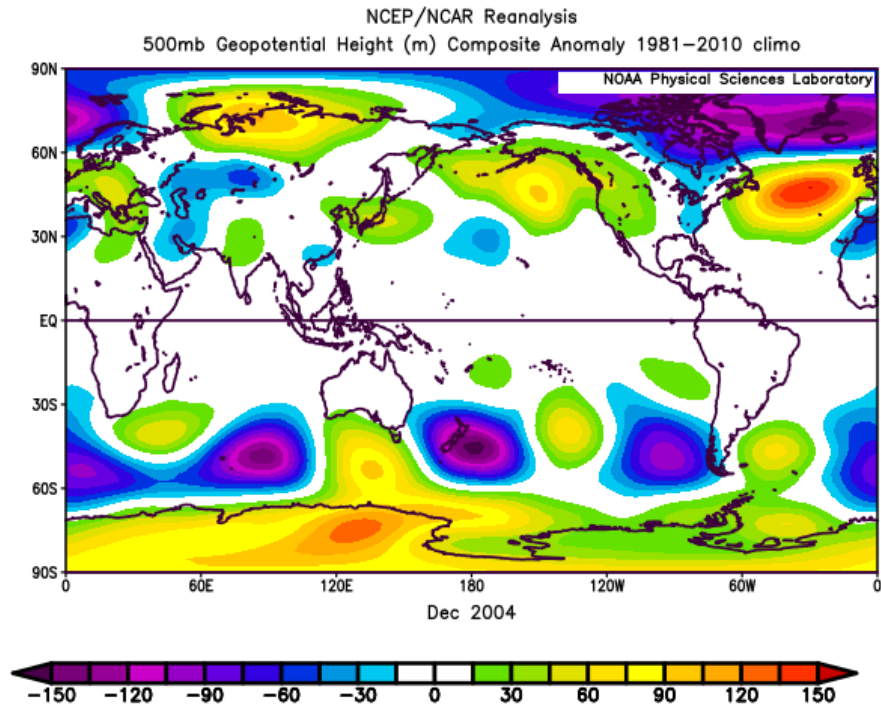 NCEP/NCAR Reanalysis
500mb Geopotential Height (m) Composite Anomaly 1981−2010 climo
NOAA Physical Sciences Laboratory
90N
60N
30N
EQ
30S
60S
90S
0 60E 120E 180 120W 60W 0
Dec 2004
−150 −120 −90 −60 −30 0 30 60 90 120 150